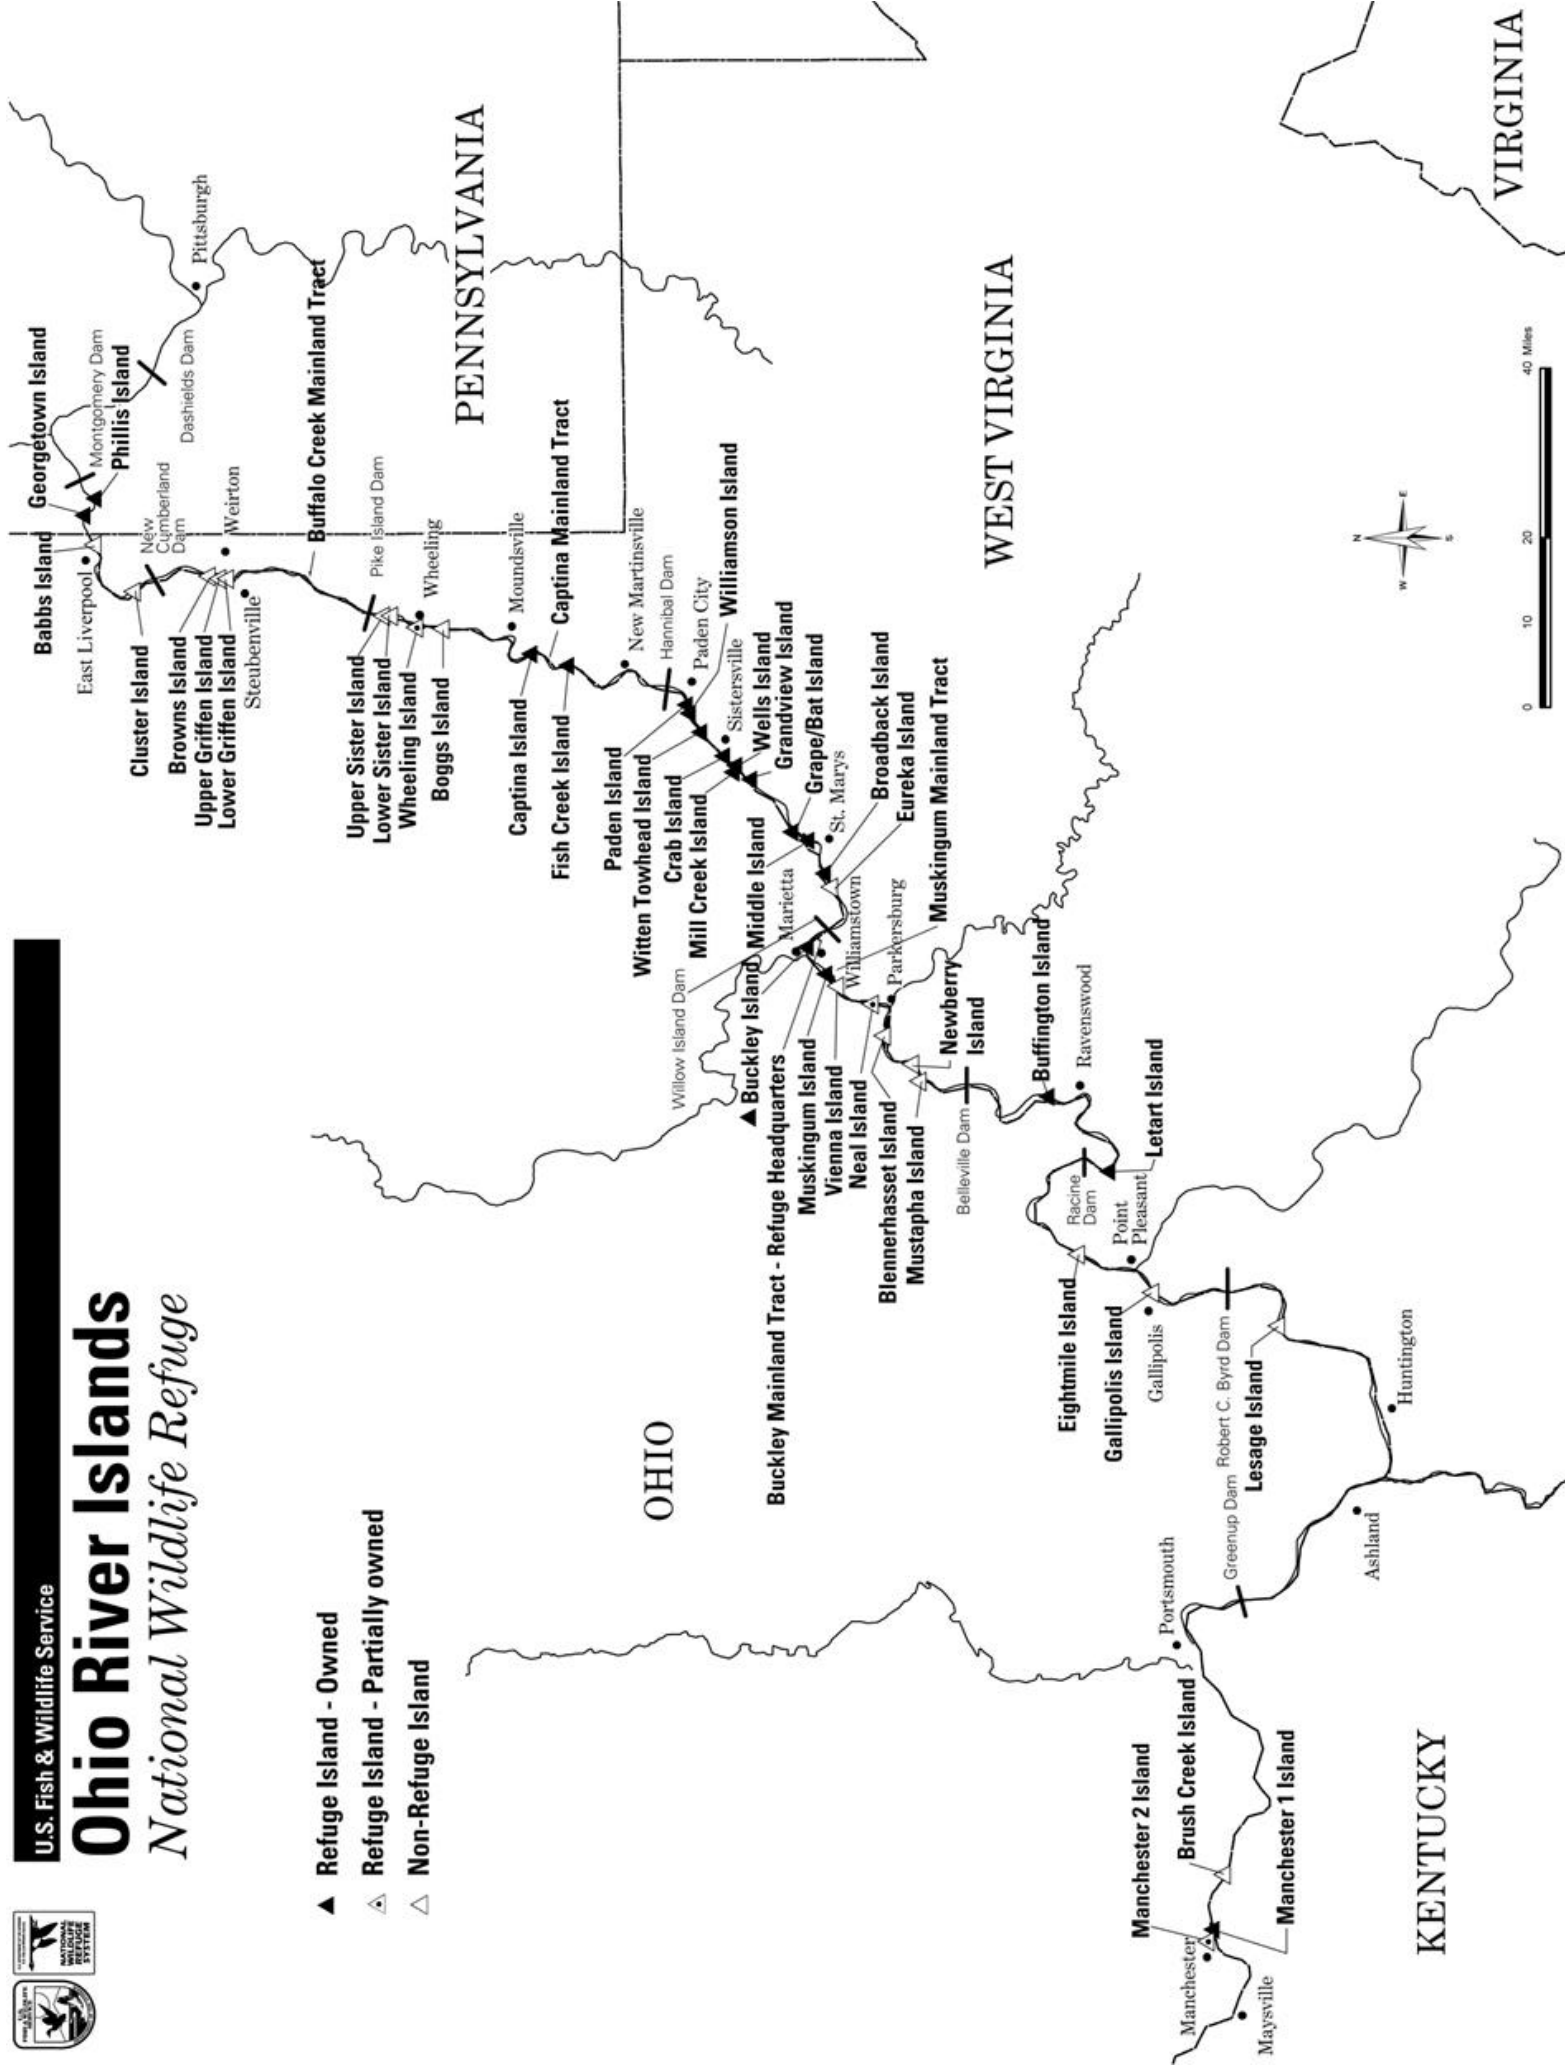 U.S. Fish & Wildlife Service
Ohio River Islands
National Wildlife Refuge
NATIONAL
WILDLIFE
REFUGE
SYSTEM
Refuge Island - Owned
Refuge Island - Partially owned
Non-Refuge Island
Georgetown Island
Babbs Island
Montgomery Dam
Phillis Island
East Liverpool
Pittsburgh
Dashields Dam
New
Cumberland
Dam
Cluster Island
Browns Island
Upper Griffen Island
Lower Griffen Island
Weirton
Steubenville
Buffalo Creek Mainland Tract
Pike Island Dam
Upper Sister Island
Lower Sister Island
Wheeling Island
Boggs Island
Wheeling
PENNSYLVANIA
Moundsville
Captina Island
Captina Mainland Tract
Fish Creek Island
New Martinsville
Hannibal Dam
Paden City
Paden Island
Williamson Island
Witten Towhead Island
Sistersville
Crab Island
Mill Creek Island
Wells Island
Grandview Island
Grape/Bat Island
Middle Island
St. Marys
Broadback Island
Eureka Island
Marietta
Willow Island Dam
Williamstown
Muskingum Mainland Tract
Buckley Island
Buckley Mainland Tract - Refuge Headquarters
Muskingum Island
Vienna Island
Neal Island
Parkersburg
Blennerhasset Island
Mustapha Island
Newberry
Island
Belleville Dam
Buffington Island
Ravenswood
Letart Island
Racine
Dam
Point
Pleasant
Eightmile Island
Gallipolis Island
Gallipolis
Robert C. Byrd Dam
Lesage Island
Huntington
Ashland
Greenup Dam
Portsmouth
Brush Creek Island
Manchester 2 Island
Manchester 1 Island
Manchester
Maysville
OHIO
KENTUCKY
WEST VIRGINIA
VIRGINIA
N
E
S
W
0
10
20
40 Miles